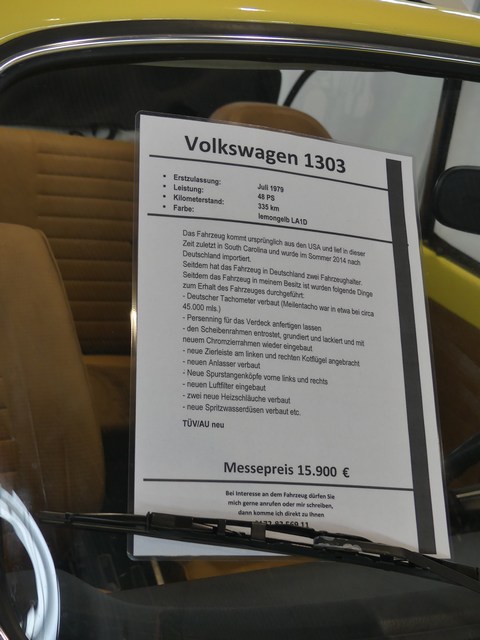 Volkswagen 1303
• Erstzulassung: Juli 1979
• Leistung: 48 PS
• Kilometerstand: 335 km
• Farbe: lemongelb LA1D
Das Fahrzeug kommt ursprünglich aus den USA und lief in dieser
Zeit zuletzt in South Carolina und wurde im Sommer 2014 nach
Deutschland importiert.
Seitdem hat das Fahrzeug in Deutschland zwei Fahrzeughalter.
Seitdem das Fahrzeug in meinem Besitz ist wurden folgende Dinge
zum Erhalt des Fahrzeuges durchgeführt:
- Deutscher Tachometer verbaut (Meilentacho war in etwa bei circa
45.000 mls.)
- Persenning für das Verdeck anfertigen lassen
- den Scheibenrahmen entrostet, grundiert und lackiert und mit
neuem Chromzierrahmen wieder eingebaut
- neue Zierleiste am linken und rechten Kotflügel angebracht
- neuen Anlasser verbaut
- Neue Spurstangenköpfe vorne links und rechts
- neuen Luftfilter eingebaut
- zwei neue Heizschläuche verbaut
- neue Spritzwasserdüsen verbaut etc.
TÜV/AU neu
Messepreis 15.900 €
Bei Interesse an dem Fahrzeug dürfen Sie
mich gerne anrufen oder mir schreiben,
dann komme ich direkt zu Ihnen